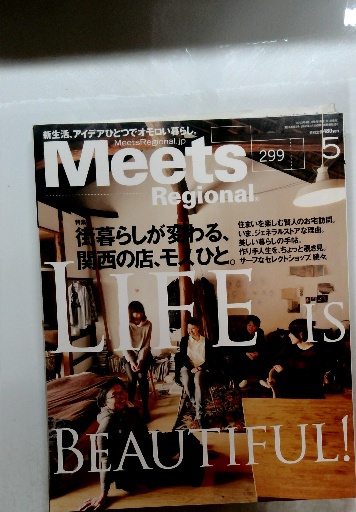 新生活、アイデアひとつでオモロい暮らし。
MeetsRegional.jp
Meets
Regional
299
5
特集
街暮らしが変わる、
関西の店、モノ、ひと。
住まいを楽しむ賢人のお宅訪問。
いま、ジェネラルストアな理由。
美しい暮らしの手帖。
作り手人生を、ちょっと覗き見。
サーフなセレクトショップ 続々
LIFE IS
BEAUTIFUL!